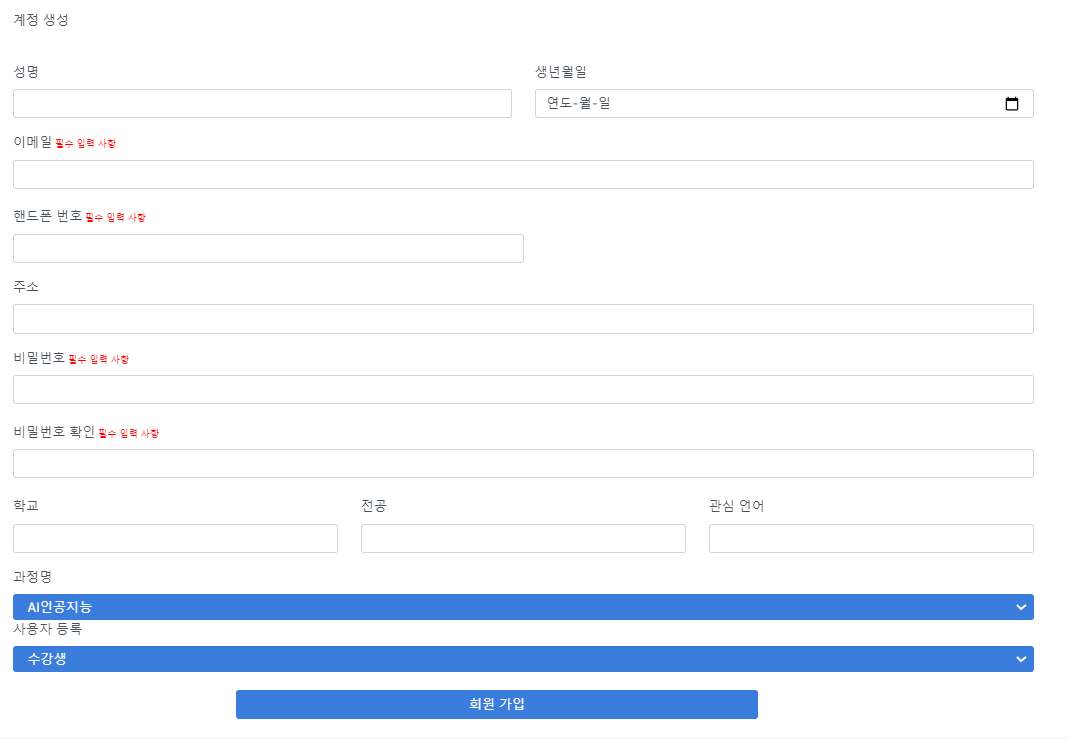 계정 생성
성명 생년월일
연도-월-일
이메일 필수 입력 사항
핸드폰 번호 필수 입력 사항
주소
비밀번호 필수 입력 사항
비밀번호 확인 필수 입력 사항
학교 전공 관심 언어
과정명
AI인공지능
사용자 등록
수강생
회원 가입